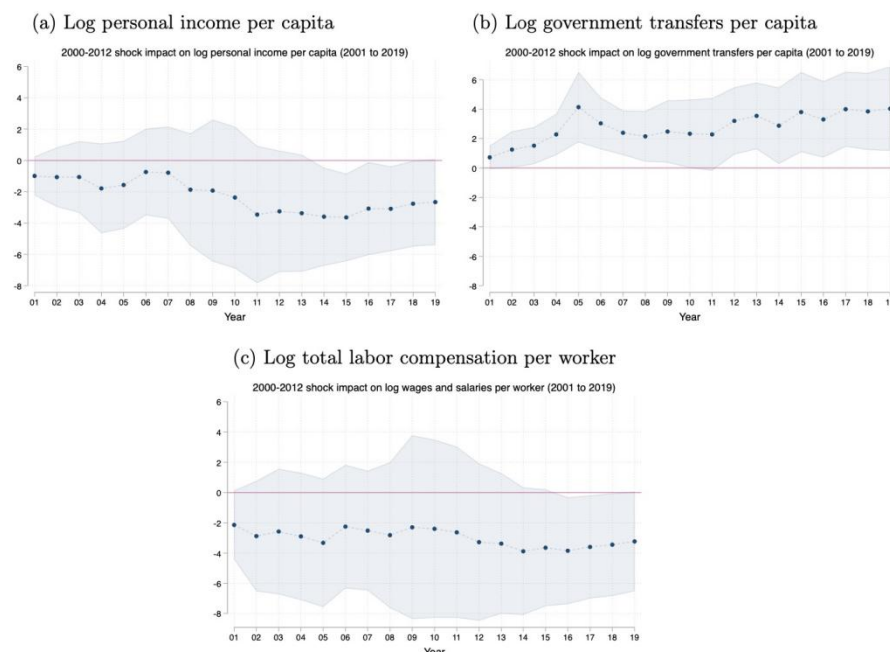 (a) Log personal income per capita
2000-2012 shock impact on log personal income per capita (2001 to 2019)
6
4
2
0
-2
-4
-6
-8
01 02 03 04 05 06 07 08 09 10 11 12 13 14 15 16 17 18 19
Year
(b) Log government transfers per capita
2000-2012 shock impact on log government transfers per capita (2001 to 2019)
6
4
2
0
-2
-4
-6
-8
01 02 03 04 05 06 07 08 09 10 11 12 13 14 15 16 17 18 1
Year
(c) Log total labor compensation per worker
2000-2012 shock impact on log wages and salaries per worker (2001 to 2019)
6
4
2
0
-2
-4
-6
-8
01 02 03 04 05 06 07 08 09 10 11 12 13 14 15 16 17 18 19
Year